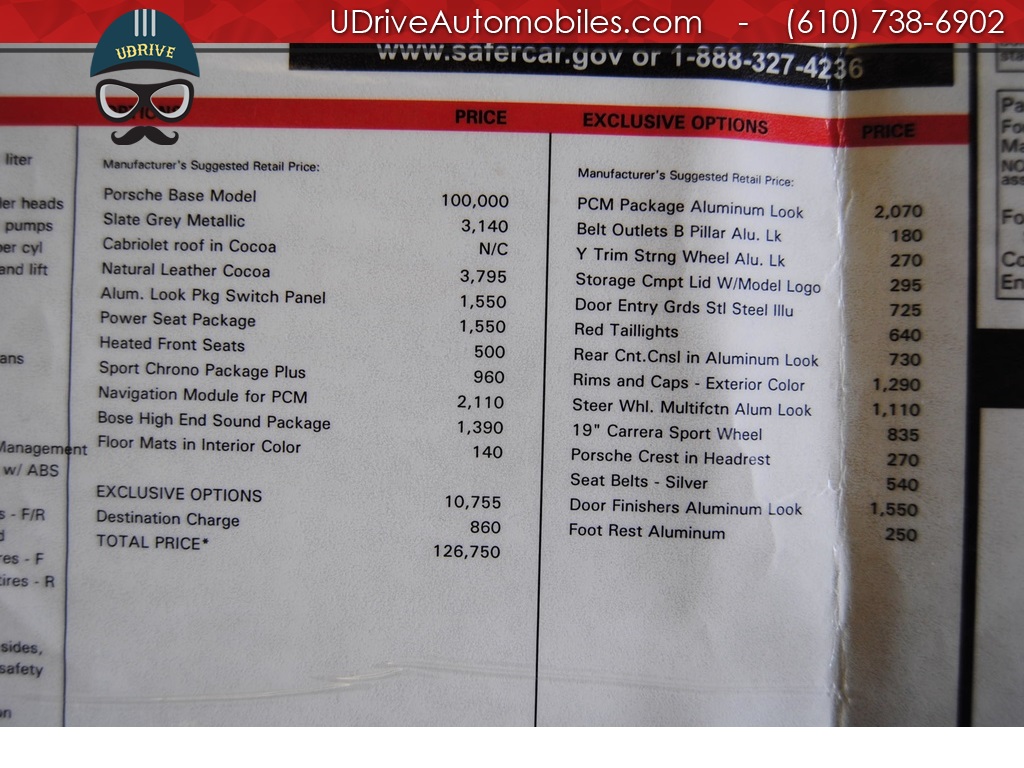 UDriveAutomobiles.com - (610) 738-6902
UDRIVE
www.safercar.gov or 1-888-327-4236
OPTIONS PRICE
Manufacturer's Suggested Retail Price:
Porsche Base Model 100,000
Slate Grey Metallic 3,140
Cabriolet roof in Cocoa N/C
Natural Leather Cocoa 3,795
Alum. Look Pkg Switch Panel 1,550
Power Seat Package 1,550
Heated Front Seats 500
Sport Chrono Package Plus 960
Navigation Module for PCM 2,110
Bose High End Sound Package 1,390
Floor Mats in Interior Color 140
EXCLUSIVE OPTIONS 10,755
Destination Charge 860
TOTAL PRICE* 126,750
EXCLUSIVE OPTIONS PRICE
Manufacturer's Suggested Retail Price:
PCM Package Aluminum Look 2,070
Belt Outlets B Pillar Alu. Lk 180
Y Trim Strng Wheel Alu. Lk 270
Storage Cmpt Lid W/Model Logo 295
Door Entry Grds Stl Steel Illu 725
Red Taillights 640
Rear Cnt.Cnsl in Aluminum Look 730
Rims and Caps - Exterior Color 1,290
Steer Whl. Multifctn Alum Look 1,110
19" Carrera Sport Wheel 835
Porsche Crest in Headrest 270
Seat Belts - Silver 540
Door Finishers Aluminum Look 1,550
Foot Rest Aluminum 250
liter
heads
pumps
cyl
and lift
Management
w/ ABS
- F/R
- F
- R
sides,
safety